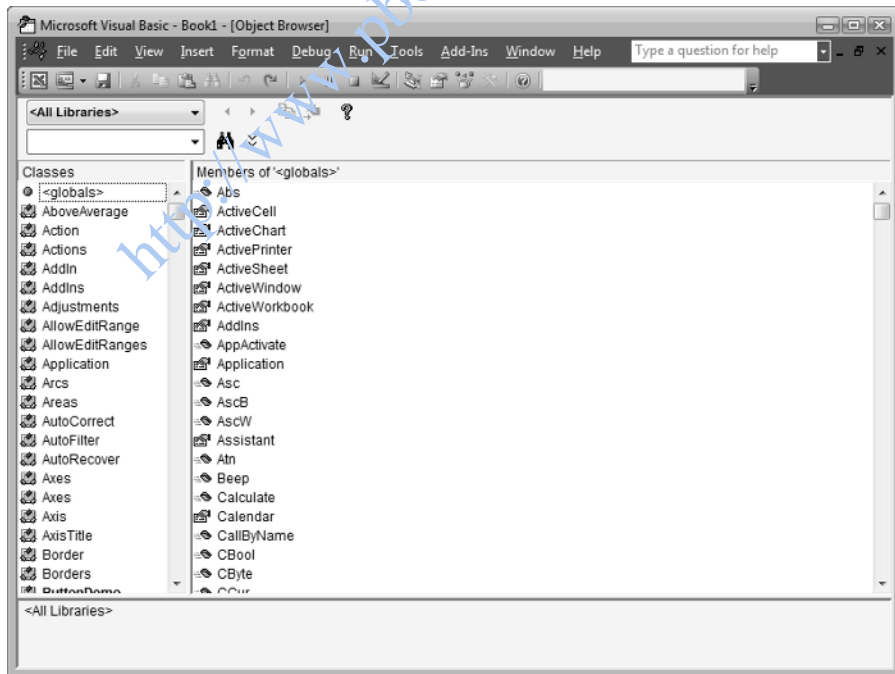 Microsoft Visual Basic - Book1 - [Object Browser]
File Edit View Insert Format Debug Run Tools Add-Ins Window Help Type a question for help
<All Libraries>
Classes
Members of '<globals>'
<globals>
AboveAverage
Action
Actions
AddIn
AddIns
Adjustments
AllowEditRange
AllowEditRanges
Application
Arcs
Areas
AutoCorrect
AutoFilter
AutoRecover
Axes
Axes
Axis
AxisTitle
Border
Borders
ButtonDemo
Abs
ActiveCell
ActiveChart
ActivePrinter
ActiveSheet
ActiveWindow
ActiveWorkbook
AddIns
AppActivate
Application
Asc
AscB
AscW
Assistant
Atn
Beep
Calculate
Calendar
CallByName
CBool
CByte
CCur
<All Libraries>